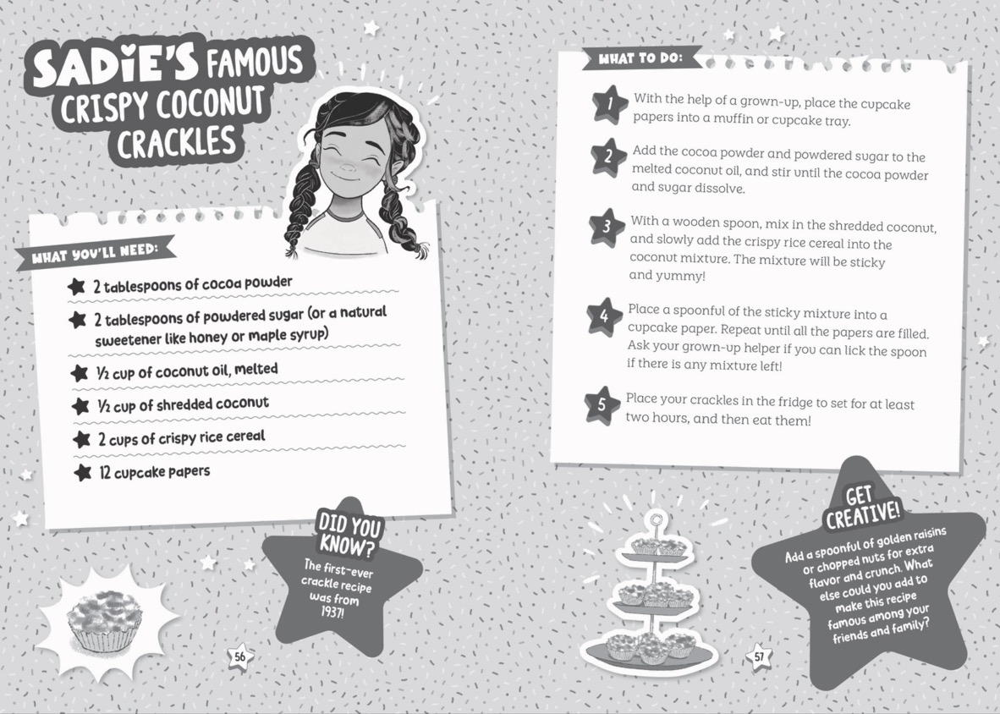 SADIE'S FAMOUS
CRISPY COCONUT
CRACKLES
WHAT YOU'LL NEED:
2 tablespoons of cocoa powder
2 tablespoons of powdered sugar (or a natural
sweetener like honey or maple syrup)
½ cup of coconut oil, melted
½ cup of shredded coconut
2 cups of crispy rice cereal
12 cupcake papers
DID YOU
KNOW?
The first-ever
crackle recipe
was from
1937!
56
WHAT TO DO:
1 With the help of a grown-up, place the cupcake
papers into a muffin or cupcake tray.
2 Add the cocoa powder and powdered sugar to the
melted coconut oil, and stir until the cocoa powder
and sugar dissolve.
3 With a wooden spoon, mix in the shredded coconut,
and slowly add the crispy rice cereal into the
coconut mixture. The mixture will be sticky
and yummy!
4 Place a spoonful of the sticky mixture into a
cupcake paper. Repeat until all the papers are filled.
Ask your grown-up helper if you can lick the spoon
if there is any mixture left!
5 Place your crackles in the fridge to set for at least
two hours, and then eat them!
GET
CREATIVE!
Add a spoonful of golden raisins
or chopped nuts for extra
flavor and crunch. What
else could you add to
make this recipe
famous among your
friends and family?
57